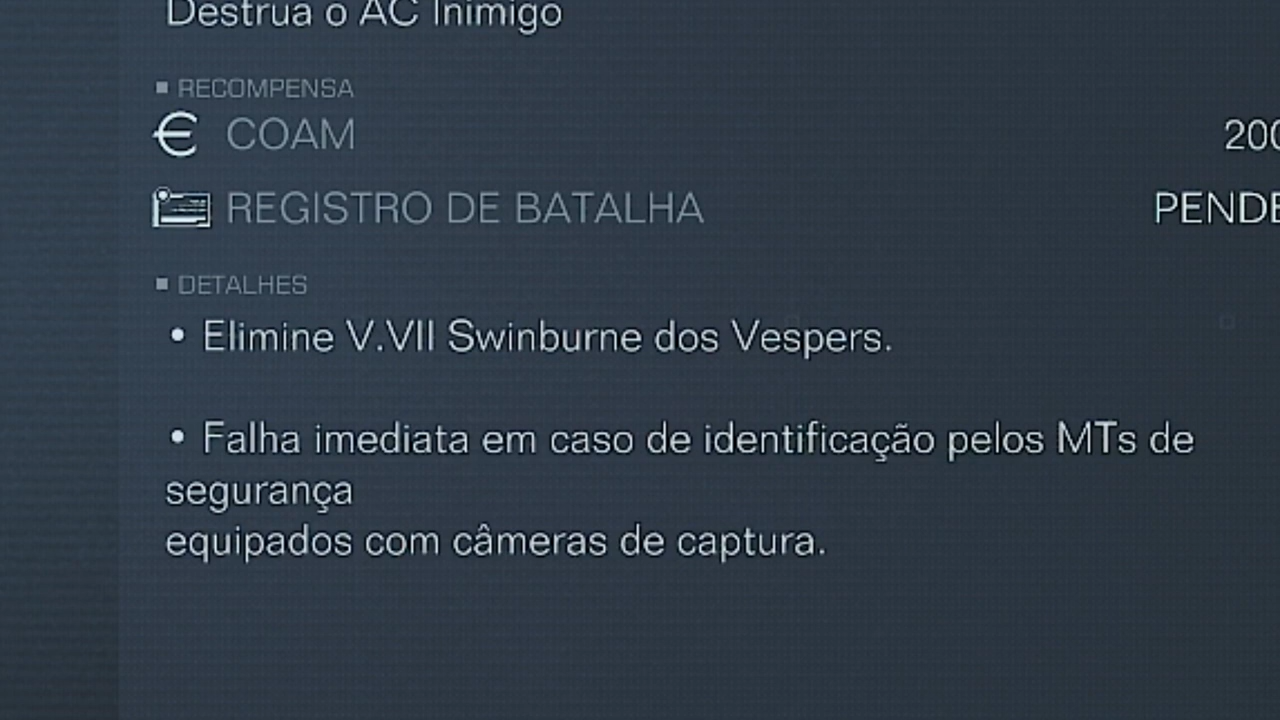 Destrua o AC Inimigo
RECOMPENSA
COAM 200
REGISTRO DE BATALHA
DETALHES
• Elimine V.VII Swinburne dos Vespers.
• Falha imediata em caso de identificação pelos MTs de
segurança
equipados com câmeras de captura.